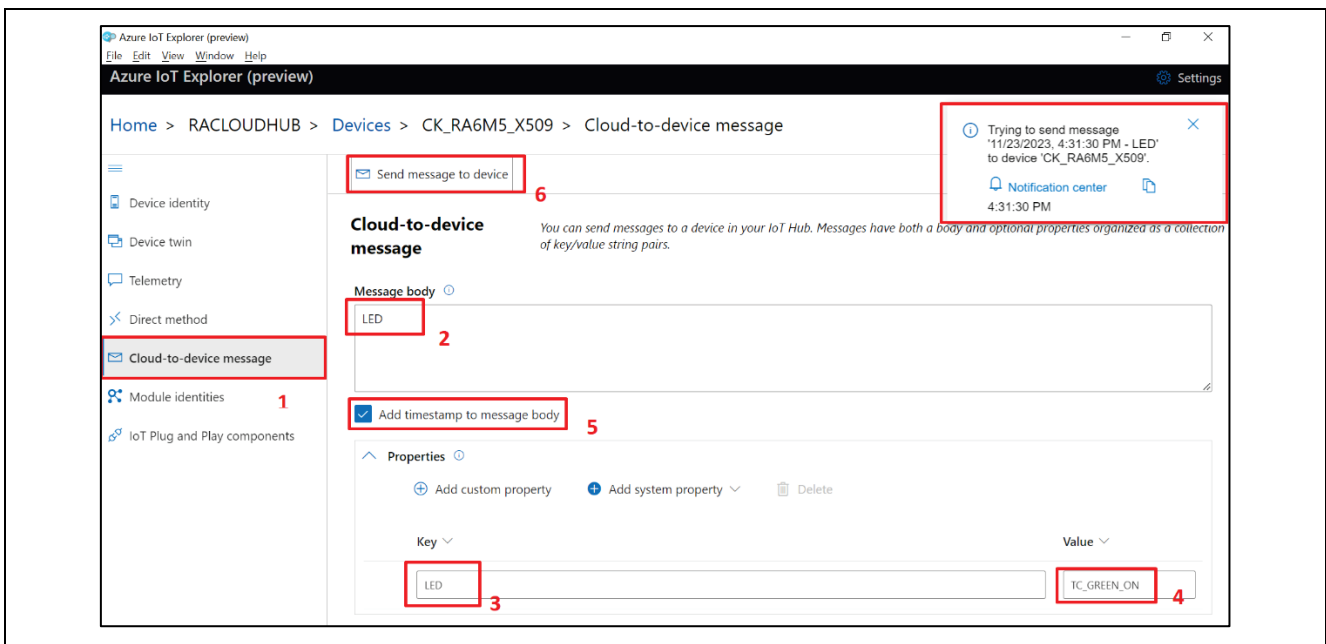 Azure IoT Explorer (preview)
File Edit View Window Help
Azure IoT Explorer (preview)
Settings
Home > RACLOUDHUB > Devices > CK_RA6M5_X509 > Cloud-to-device message
Trying to send message
'11/23/2023, 4:31:30 PM - LED'
to device 'CK_RA6M5_X509'.
Notification center
4:31:30 PM
Device identity
Device twin
Telemetry
Direct method
Cloud-to-device message
1
Module identities
IoT Plug and Play components
Send message to device
6
Cloud-to-device
message
You can send messages to a device in your IoT Hub. Messages have both a body and optional properties organized as a collection
of key/value string pairs.
Message body
LED
2
Add timestamp to message body
5
Properties
Add custom property
Add system property
Delete
Key
Value
LED
3
TC_GREEN_ON
4